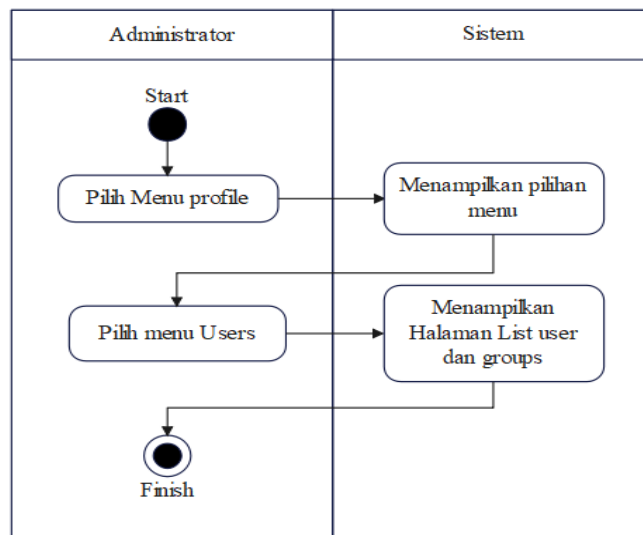 Administrator
Sistem
Start
Pilih Menu profile
Menampilkan pilihan
menu
Pilih menu Users
Menampilkan
Halaman List user
dan groups
Finish